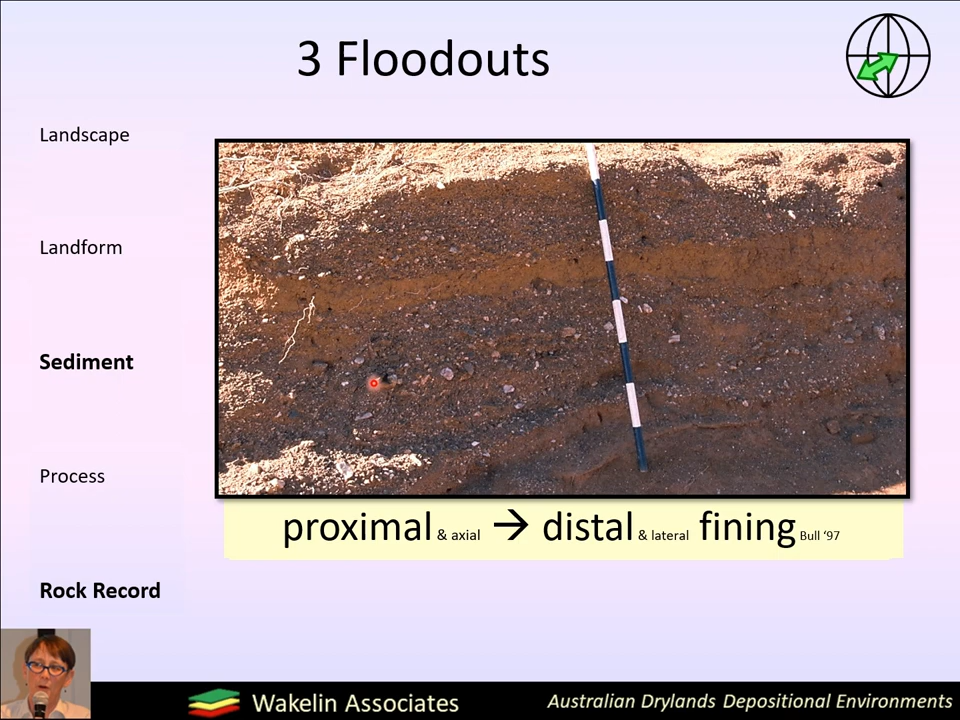 3 Floodouts
Landscape
Landform
Sediment
Process
Rock Record
proximal & axial → distal & lateral fining Bull ‘97
Wakelin Associates
Australian Drylands Depositional Environments